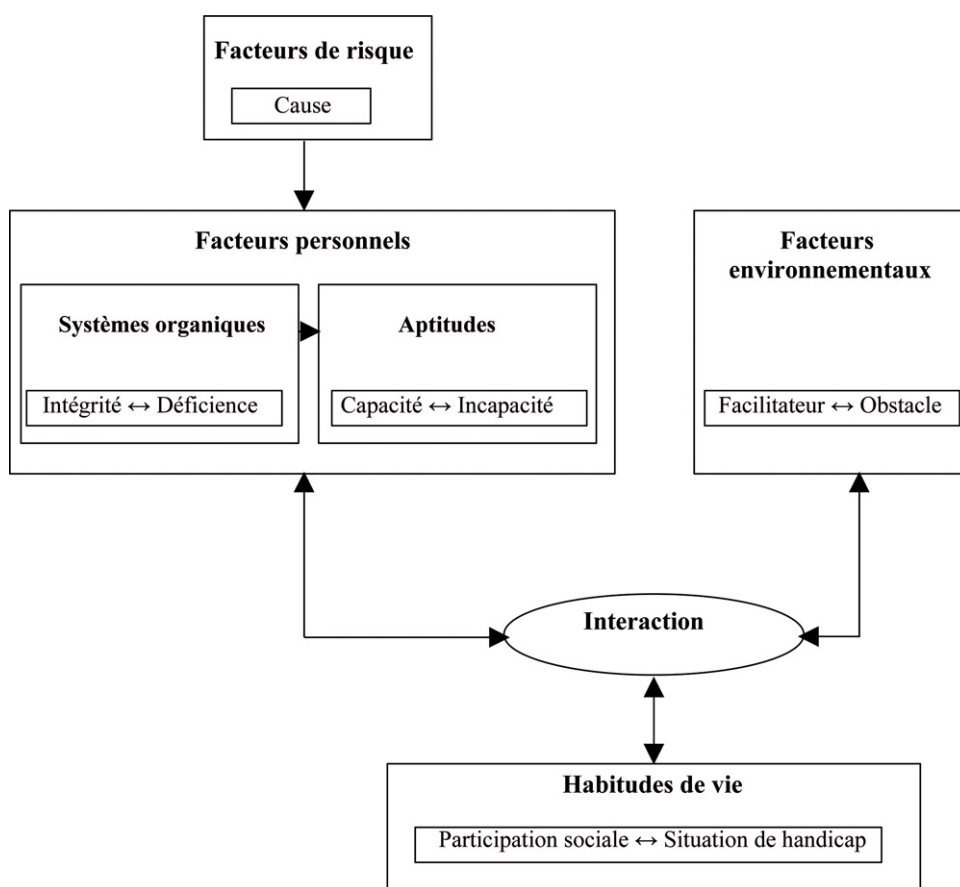 Facteurs de risque
Cause
Facteurs personnels
Systèmes organiques
Intégrité ↔ Déficience
Aptitudes
Capacité ↔ Incapacité
Facteurs
environnementaux
Facilitateur ↔ Obstacle
Interaction
Habitudes de vie
Participation sociale ↔ Situation de handicap